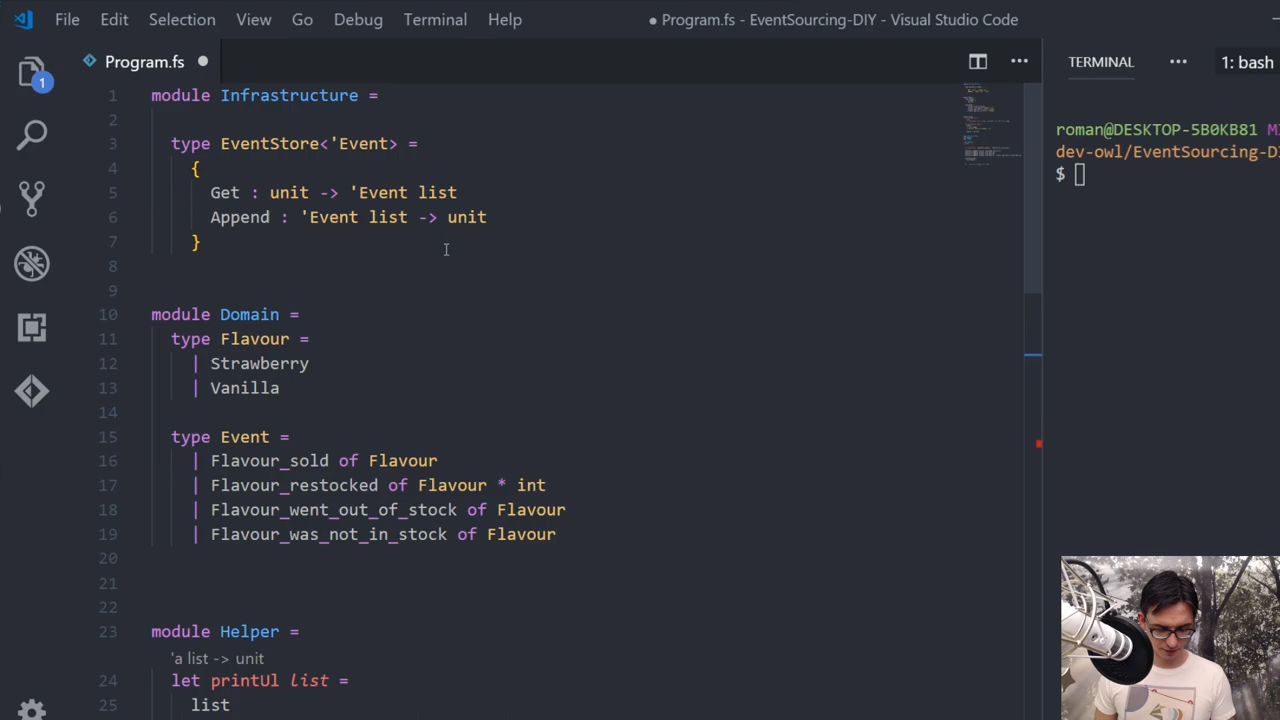 File Edit Selection View Go Debug Terminal Help ● Program.fs - EventSourcing-DIY - Visual Studio Code
1
Program.fs ●
TERMINAL ••• 1: bash
1 module Infrastructure =
2
3 type EventStore<'Event> =
4 {
5 Get : unit -> 'Event list
6 Append : 'Event list -> unit
7 }
8
9
10 module Domain =
11 type Flavour =
12 | Strawberry
13 | Vanilla
14
15 type Event =
16 | Flavour_sold of Flavour
17 | Flavour_restocked of Flavour * int
18 | Flavour_went_out_of_stock of Flavour
19 | Flavour_was_not_in_stock of Flavour
20
21
22
23 module Helper =
'a list -> unit
24 let printUl list =
25 list
roman@DESKTOP-5B0KB81 M
dev-owl/EventSourcing-D
$